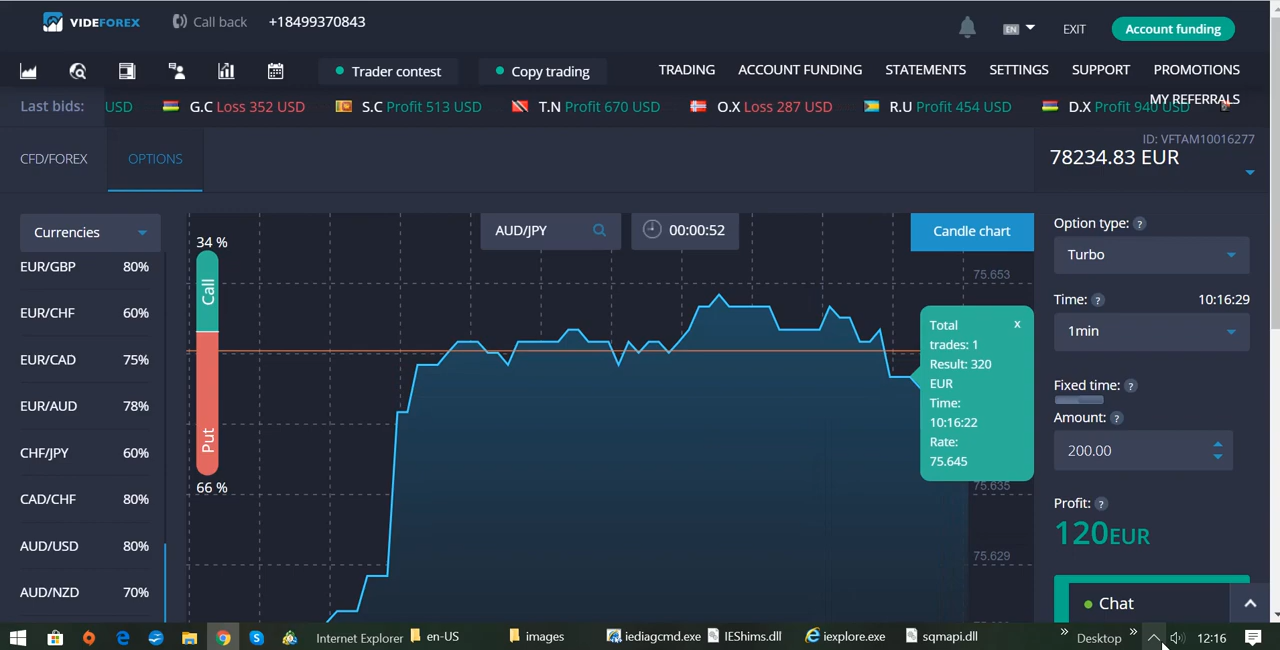 VIDEFOREX
Call back
+18499370843
EN
EXIT
Account funding
Trader contest
Copy trading
TRADING
ACCOUNT FUNDING
STATEMENTS
SETTINGS
SUPPORT
PROMOTIONS
MY REFERRALS
Last bids:
USD
G.C Loss 352 USD
S.C Profit 513 USD
T.N Profit 670 USD
O.X Loss 287 USD
R.U Profit 454 USD
D.X Profit 940 USD
CFD/FOREX
OPTIONS
ID: VFTAM10016277
78234.83 EUR
Currencies
EUR/GBP 80%
EUR/CHF 60%
EUR/CAD 75%
EUR/AUD 78%
CHF/JPY 60%
CAD/CHF 80%
AUD/USD 80%
AUD/NZD 70%
34 %
Call
Put
66 %
AUD/JPY
00:00:52
Candle chart
75.653
75.635
75.629
Total x
trades: 1
Result: 320
EUR
Time:
10:16:22
Rate:
75.645
Option type: ?
Turbo
Time: ? 10:16:29
1min
Fixed time: ?
Amount: ?
200.00
Profit: ?
120EUR
Chat
Internet Explorer
en-US
images
iediagcmd.exe
IEShims.dll
iexplore.exe
sqmapi.dll
»
Desktop
»
12:16